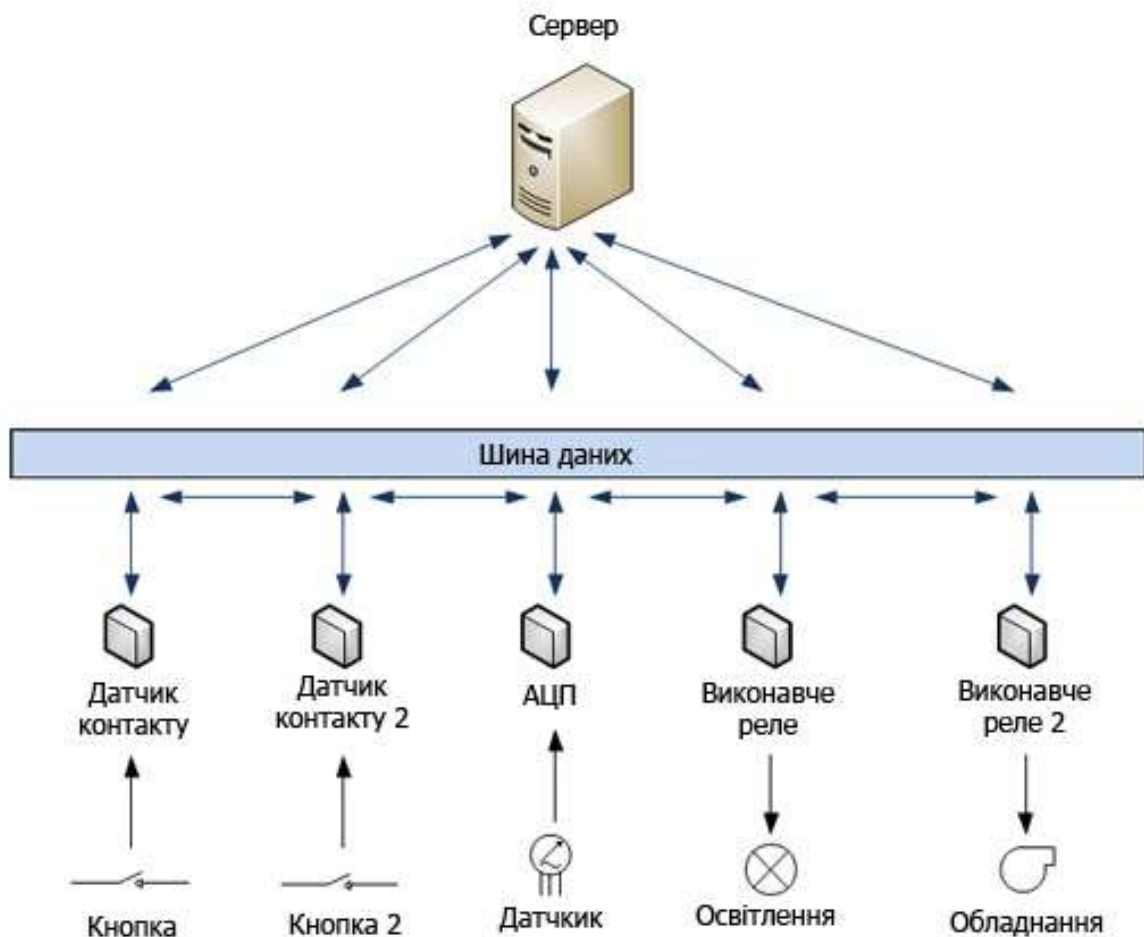 Сервер
Шина даних
Датчик
контакту
Датчик
контакту 2
АЦП
Виконавче
реле
Виконавче
реле 2
Кнопка
Кнопка 2
Датчкик
Освітлення
Обладнання